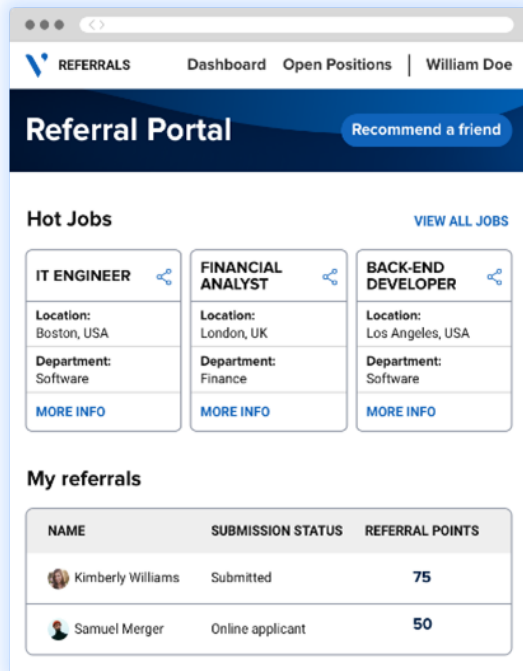 REFERRALS Dashboard Open Positions | William Doe
Referral Portal Recommend a friend
Hot Jobs VIEW ALL JOBS
IT ENGINEER
Location:
Boston, USA
Department:
Software
MORE INFO
FINANCIAL
ANALYST
Location:
London, UK
Department:
Finance
MORE INFO
BACK-END
DEVELOPER
Location:
Los Angeles, USA
Department:
Software
MORE INFO
My referrals
NAME SUBMISSION STATUS REFERRAL POINTS
Kimberly Williams Submitted 75
Samuel Merger Online applicant 50